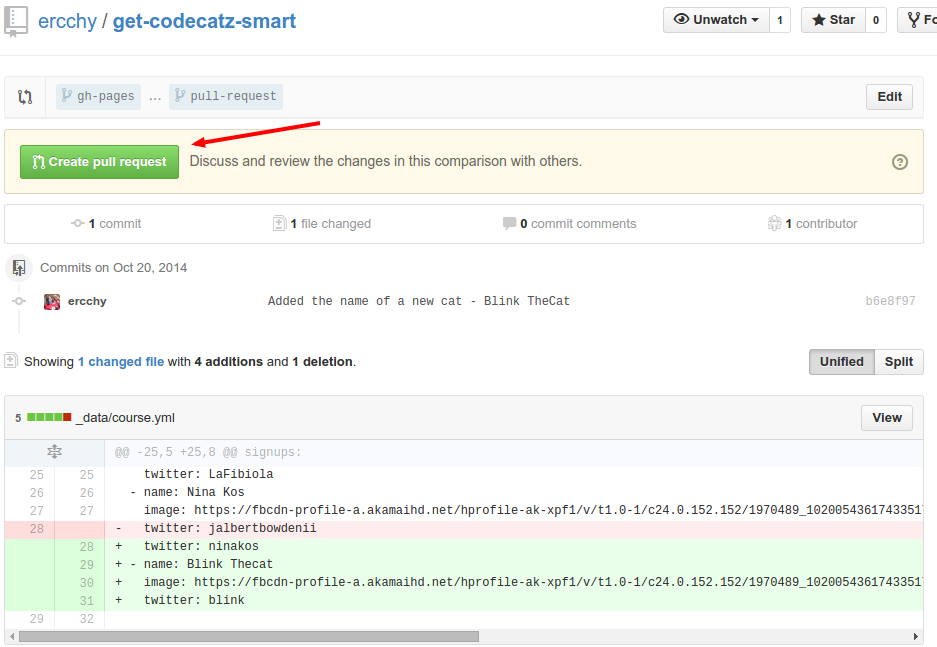 ercchy / get-codecatz-smart Unwatch 1 Star 0 Fo
gh-pages ... pull-request Edit
Create pull request Discuss and review the changes in this comparison with others. ?
1 commit 1 file changed 0 commit comments 1 contributor
Commits on Oct 20, 2014
ercchy Added the name of a new cat - Blink TheCat b6e8f97
Showing 1 changed file with 4 additions and 1 deletion. Unified Split
5 _data/course.yml View
@@ -25,5 +25,8 @@ signups:
25 25 twitter: LaFibiola
26 26 - name: Nina Kos
27 27 image: https://fbcdn-profile-a.akamaihd.net/hprofile-ak-xpf1/v/t1.0-1/c24.0.152.152/1970489_1020054361743351
28 - twitter: jalbertbowdenii
28 + twitter: ninakos
29 + - name: Blink Thecat
30 + image: https://fbcdn-profile-a.akamaihd.net/hprofile-ak-xpf1/v/t1.0-1/c24.0.152.152/1970489_1020054361743351
31 + twitter: blink
29 32